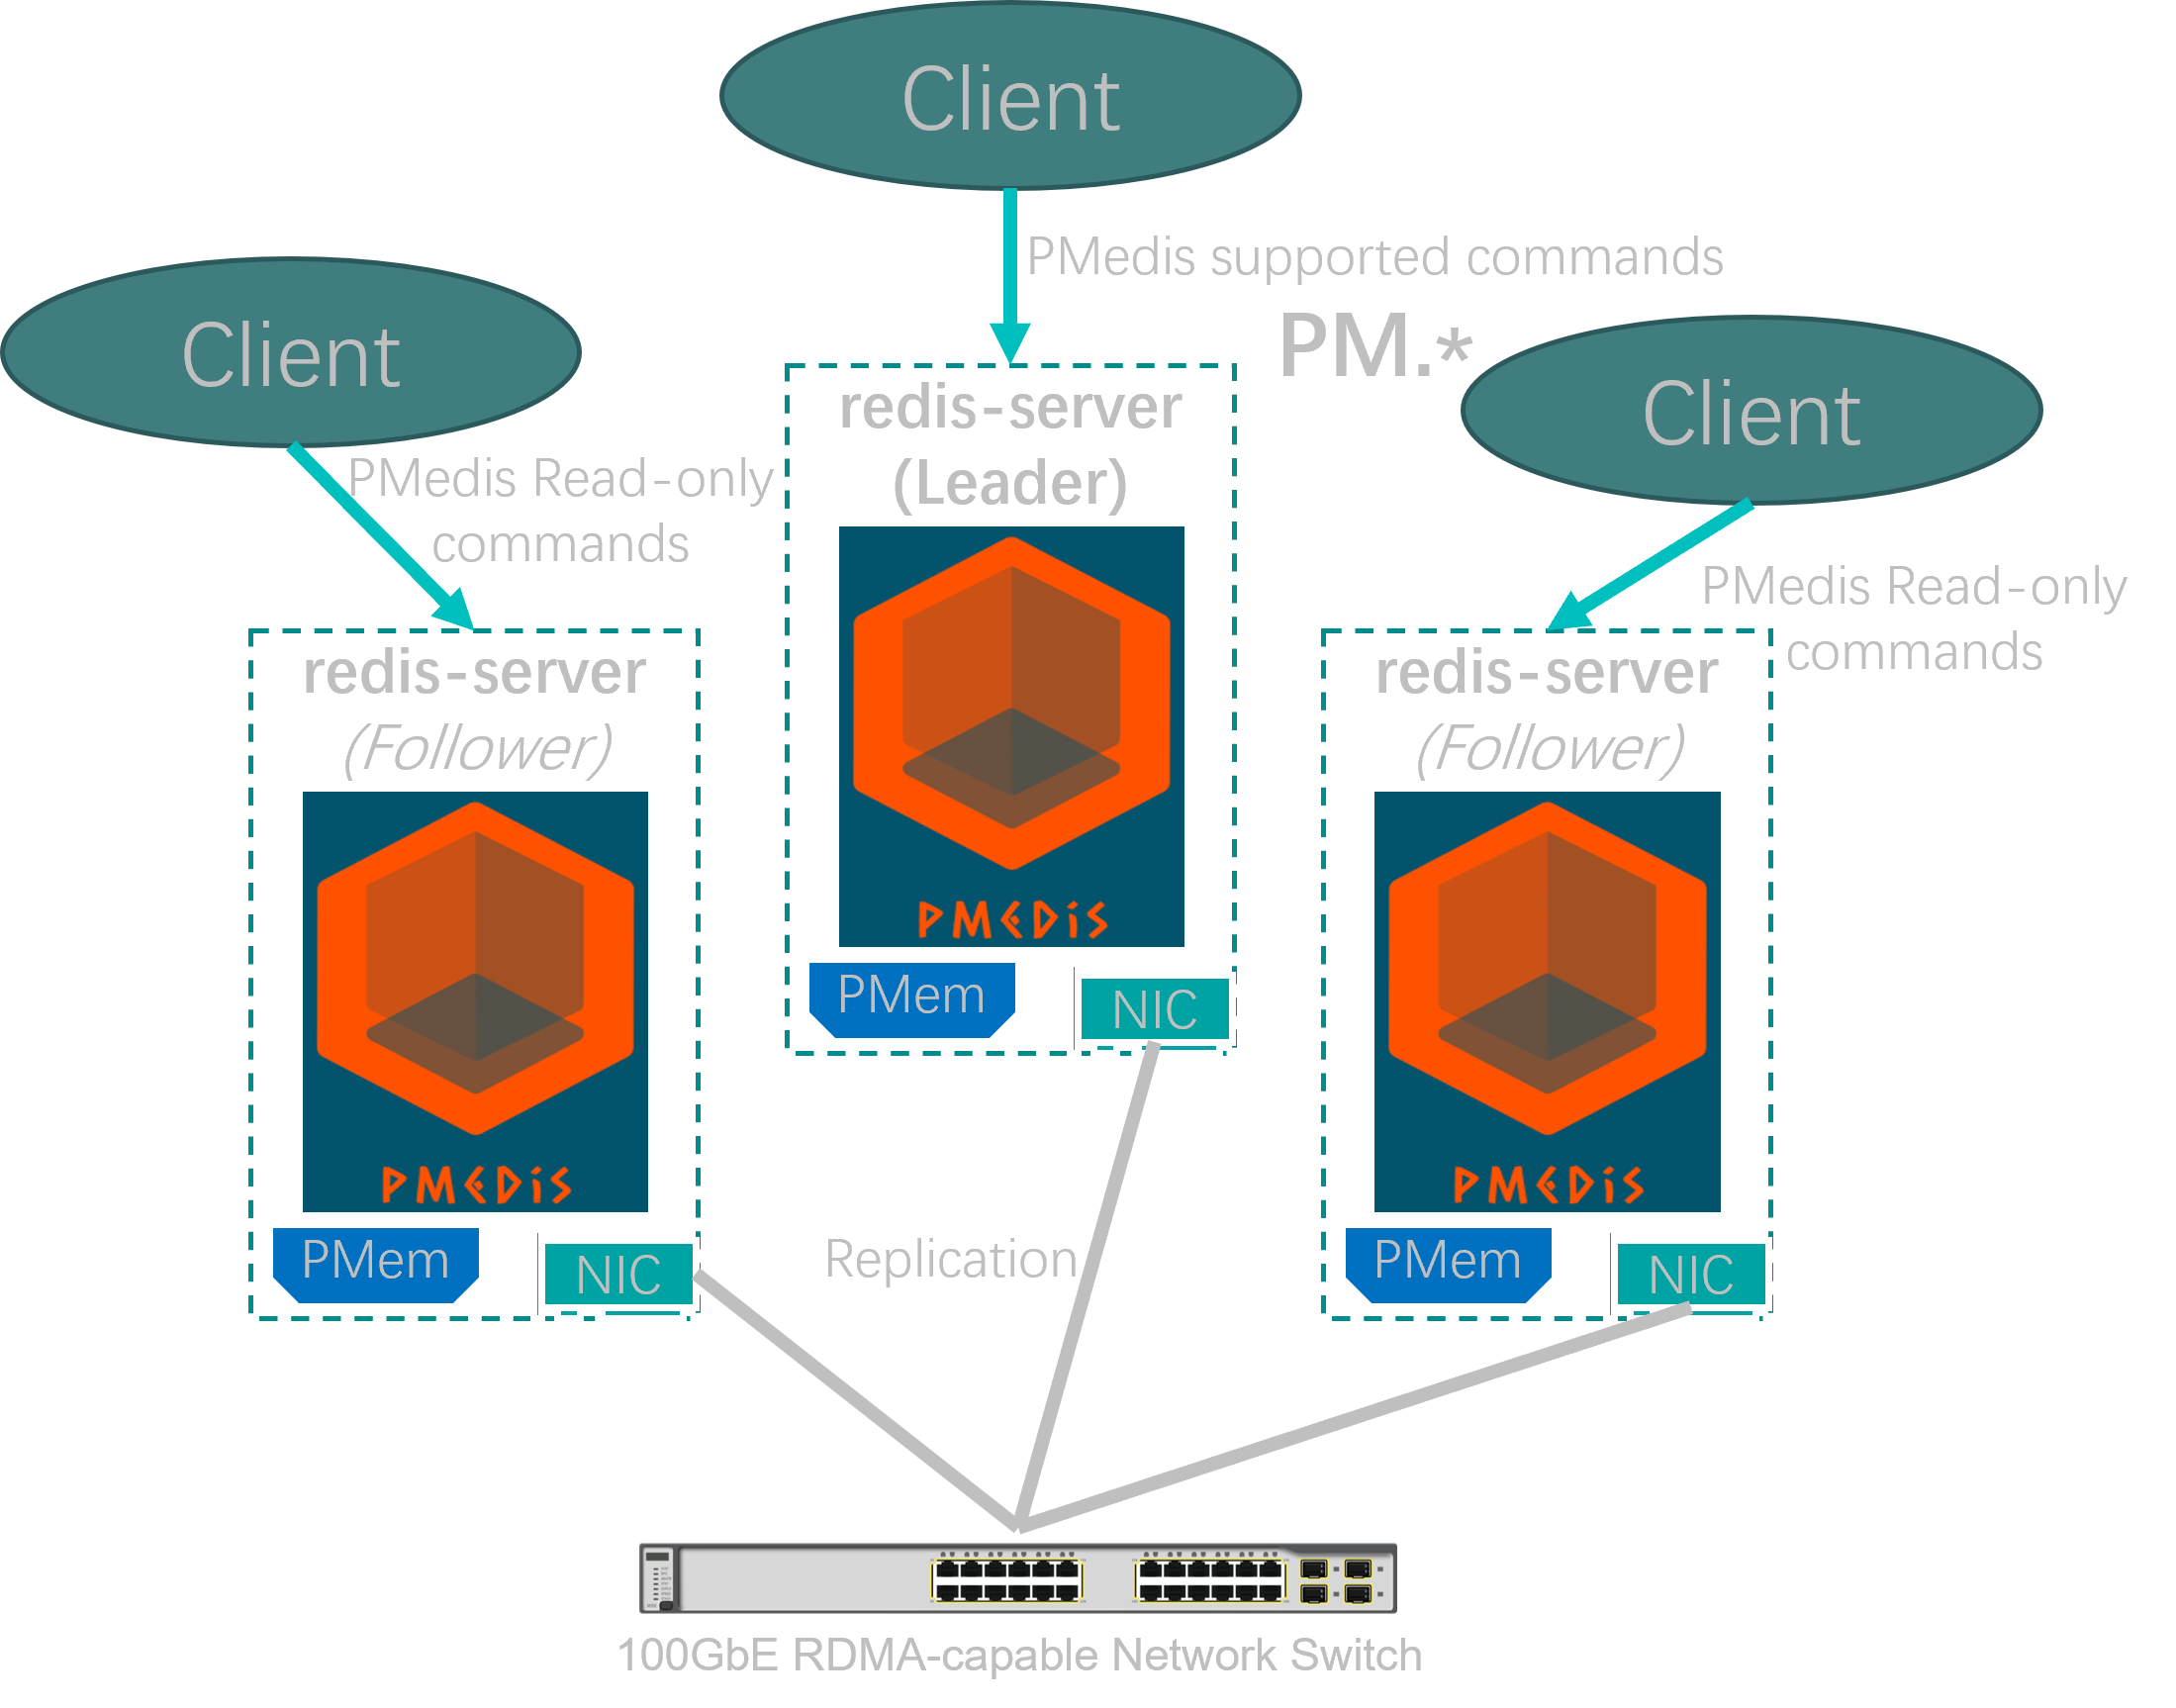 Client
PMedis supported commands
PM.*
Client
PMedis Read-only
commands
Client
PMedis Read-only
commands
redis-server
(Leader)
PMEDiS
PMem
NIC
redis-server
(Follower)
PMEDiS
PMem
NIC
redis-server
(Follower)
PMEDiS
PMem
NIC
Replication
100GbE RDMA-capable Network Switch